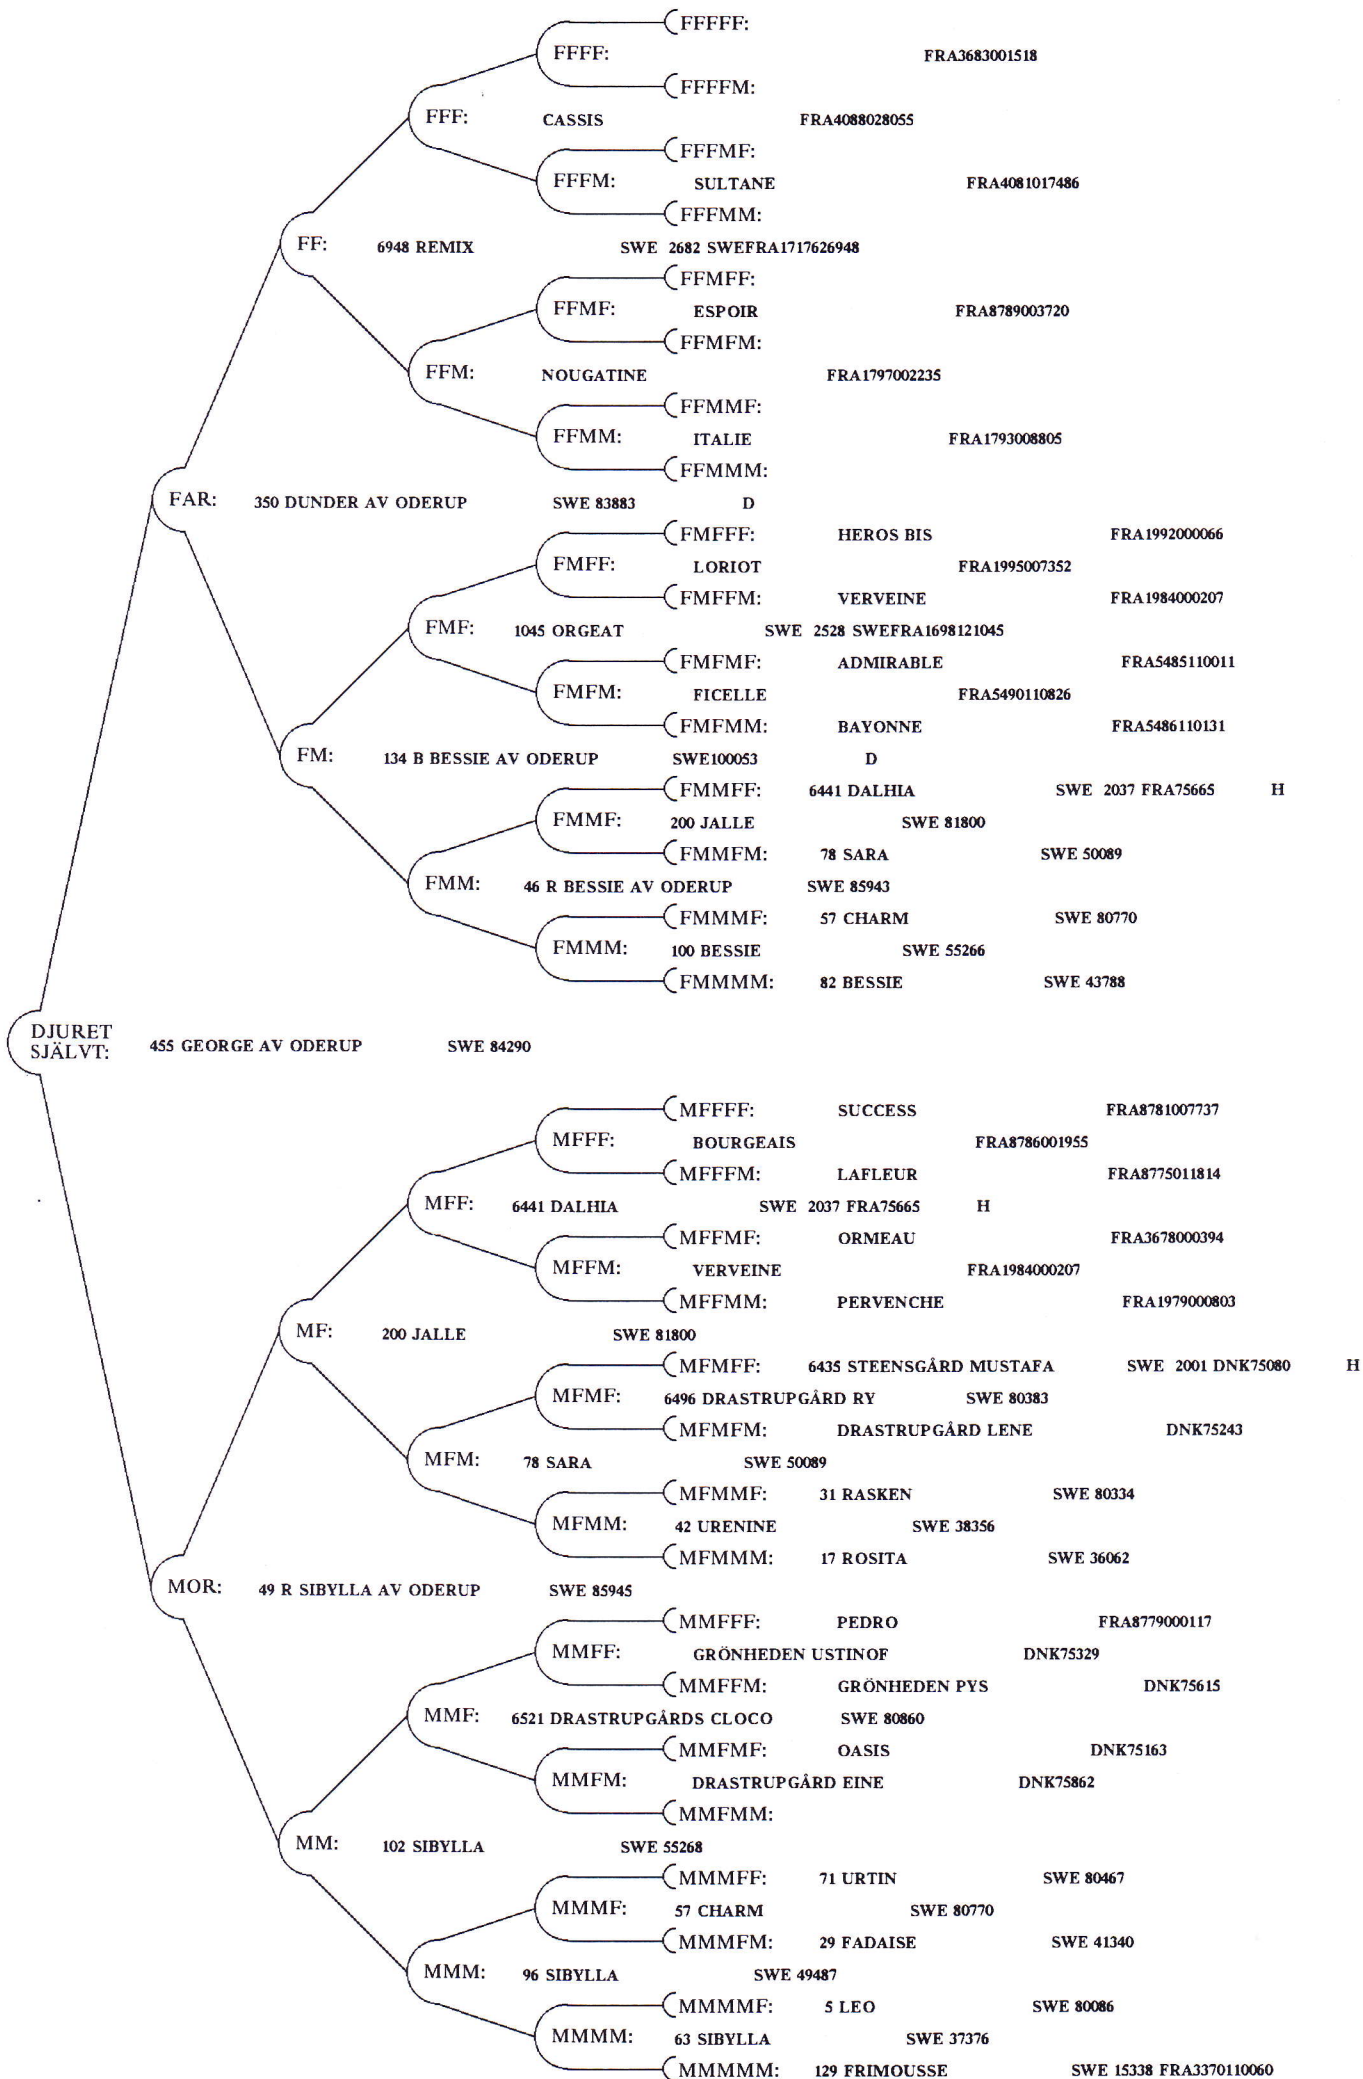 FFFFF:
FFFF: FRA3683001518
FFFFM:
FFF: CASSIS FRA4088028055
FFFMF:
FFFM: SULTANE FRA4081017486
FFFMM:
FF: 6948 REMIX SWE 2682 SWEFRA1717626948
FFMFF:
FFMF: ESPOIR FRA8789003720
FFMFM:
FFM: NOUGATINE FRA1797002235
FFMMF:
FFMM: ITALIE FRA1793008805
FFMMM:
FAR: 350 DUNDER AV ODERUP SWE 83883 D
FMFFF: HEROS BIS FRA1992000066
FMFF: LORIOT FRA1995007352
FMFFM: VERVEINE FRA1984000207
FMF: 1045 ORGEAT SWE 2528 SWEFRA1698121045
FMFMF: ADMIRABLE FRA5485110011
FMFM: FICELLE FRA5490110826
FMFMM: BAYONNE FRA5486110131
FM: 134 B BESSIE AV ODERUP SWE100053 D
FMMFF: 6441 DALHIA SWE 2037 FRA75665 H
FMMF: 200 JALLE SWE 81800
FMMFM: 78 SARA SWE 50089
FMM: 46 R BESSIE AV ODERUP SWE 85943
FMMMF: 57 CHARM SWE 80770
FMMM: 100 BESSIE SWE 55266
FMMMM: 82 BESSIE SWE 43788
DJURET
SJÄLVT: 455 GEORGE AV ODERUP SWE 84290
MFFFF: SUCCESS FRA8781007737
MFFF: BOURGEAIS FRA8786001955
MFFFM: LAFLEUR FRA8775011814
MFF: 6441 DALHIA SWE 2037 FRA75665 H
MFFMF: ORMEAU FRA3678000394
MFFM: VERVEINE FRA1984000207
MFFMM: PERVENCHE FRA1979000803
MF: 200 JALLE SWE 81800
MFMFF: 6435 STEENSGÅRD MUSTAFA SWE 2001 DNK75080 H
MFMF: 6496 DRASTRUPGÅRD RY SWE 80383
MFMFM: DRASTRUPGÅRD LENE DNK75243
MFM: 78 SARA SWE 50089
MFMMF: 31 RASKEN SWE 80334
MFMM: 42 URENINE SWE 38356
MFMMM: 17 ROSITA SWE 36062
MOR: 49 R SIBYLLA AV ODERUP SWE 85945
MMFFF: PEDRO FRA8779000117
MMFF: GRÖNHEDEN USTINOF DNK75329
MMFFM: GRÖNHEDEN PYS DNK75615
MMF: 6521 DRASTRUPGÅRDS CLOCO SWE 80860
MMFMF: OASIS DNK75163
MMFM: DRASTRUPGÅRD EINE DNK75862
MMFMM:
MM: 102 SIBYLLA SWE 55268
MMMFF: 71 URTIN SWE 80467
MMMF: 57 CHARM SWE 80770
MMMFM: 29 FADAISE SWE 41340
MMM: 96 SIBYLLA SWE 49487
MMMMF: 5 LEO SWE 80086
MMMM: 63 SIBYLLA SWE 37376
MMMMM: 129 FRIMOUSSE SWE 15338 FRA3370110060